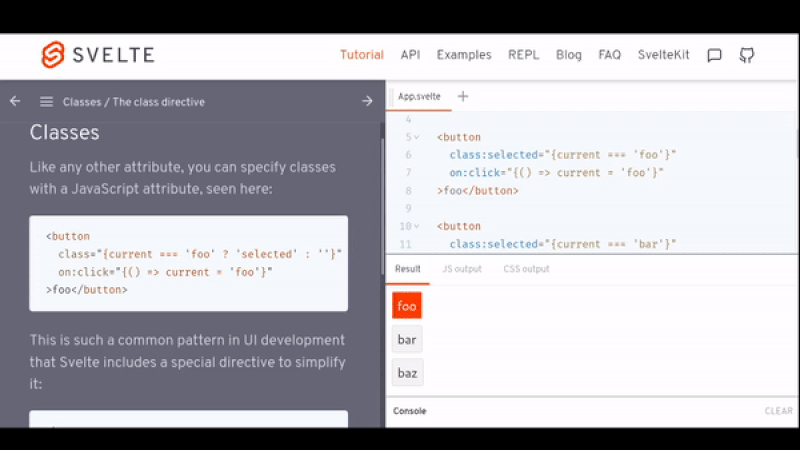 SVELTE
Tutorial API Examples REPL Blog FAQ SvelteKit
Classes / The class directive
Classes
Like any other attribute, you can specify classes
with a JavaScript attribute, seen here:
<button
class="{current === 'foo' ? 'selected' : ''}"
on:click="{() => current = 'foo'}"
>foo</button>
This is such a common pattern in UI development
that Svelte includes a special directive to simplify
it:
App.svelte +
4
5 <button
6 class:selected="{current === 'foo'}"
7 on:click="{() => current = 'foo'}"
8 >foo</button>
9
10 <button
11 class:selected="{current === 'bar'}"
Result JS output CSS output
foo
bar
baz
Console CLEAR